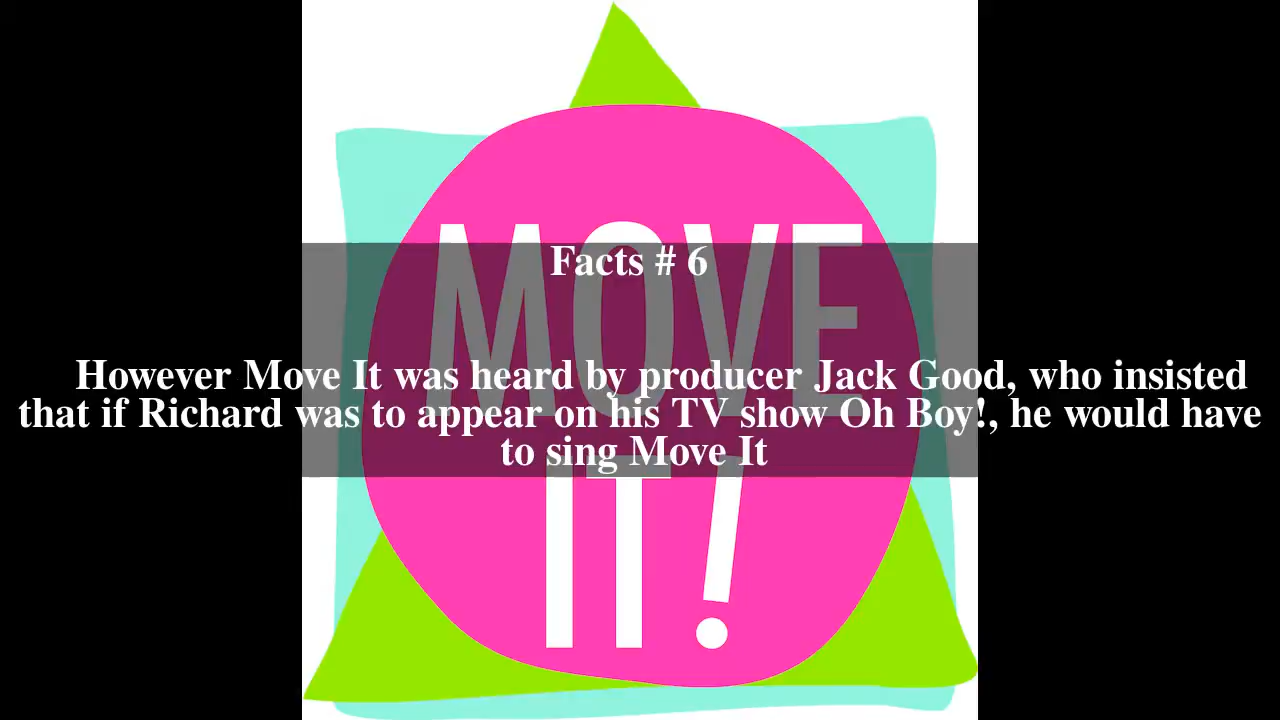 MOVE
IT!
Facts # 6
However Move It was heard by producer Jack Good, who insisted
that if Richard was to appear on his TV show Oh Boy!, he would have
to sing Move It